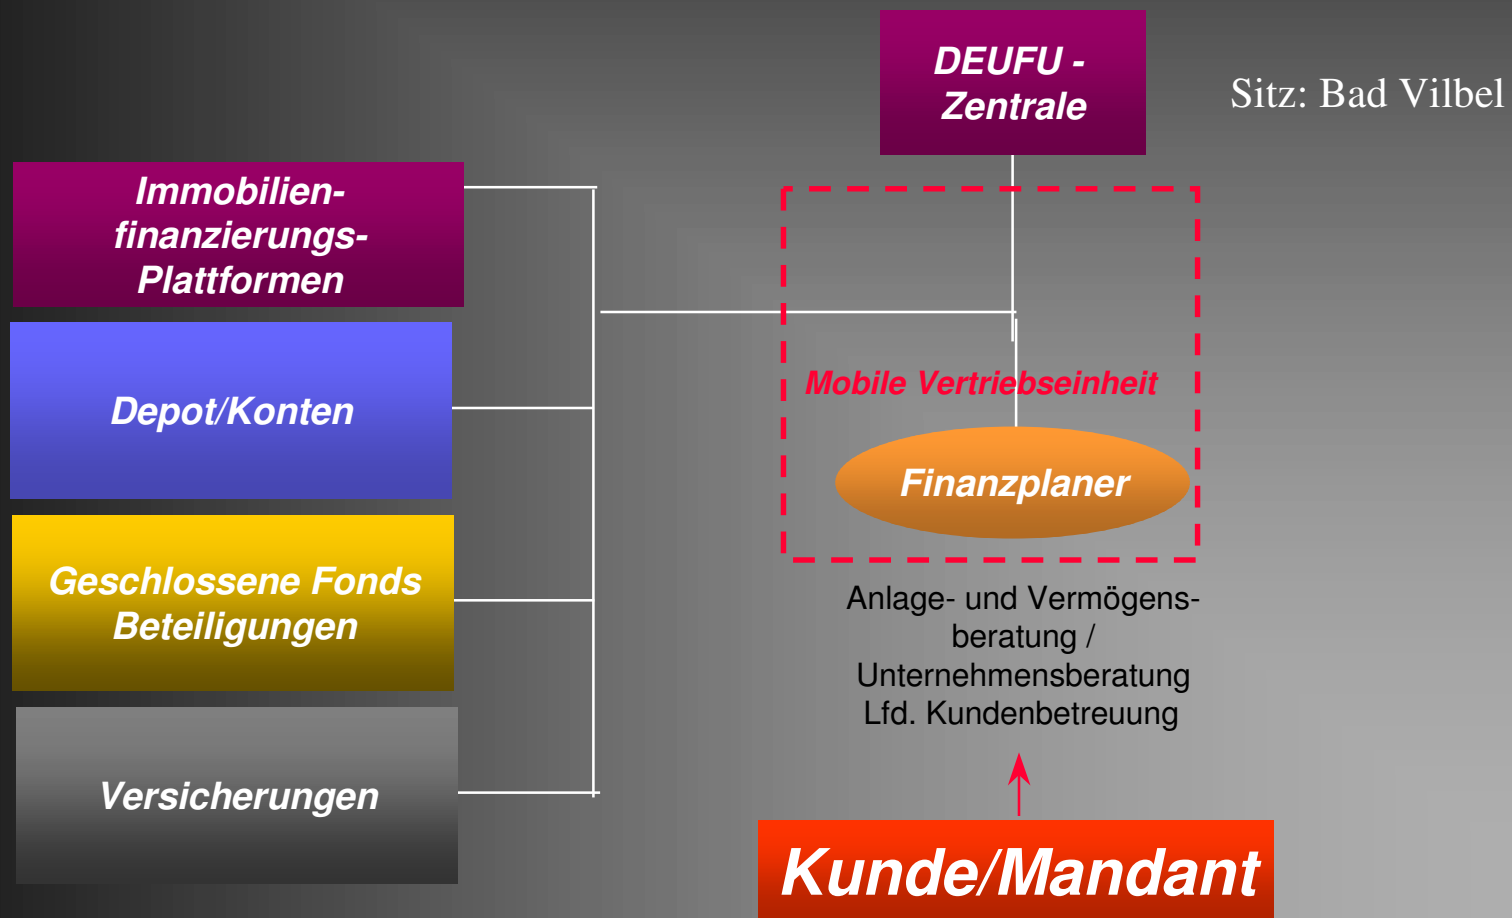 DEUFU -
Zentrale
Sitz: Bad Vilbel
Immobilien-
finanzierungs-
Plattformen
Depot/Konten
Geschlossene Fonds
Beteiligungen
Versicherungen
Mobile Vertriebseinheit
Finanzplaner
Anlage- und Vermögens-
beratung /
Unternehmensberatung
Lfd. Kundenbetreuung
Kunde/Mandant